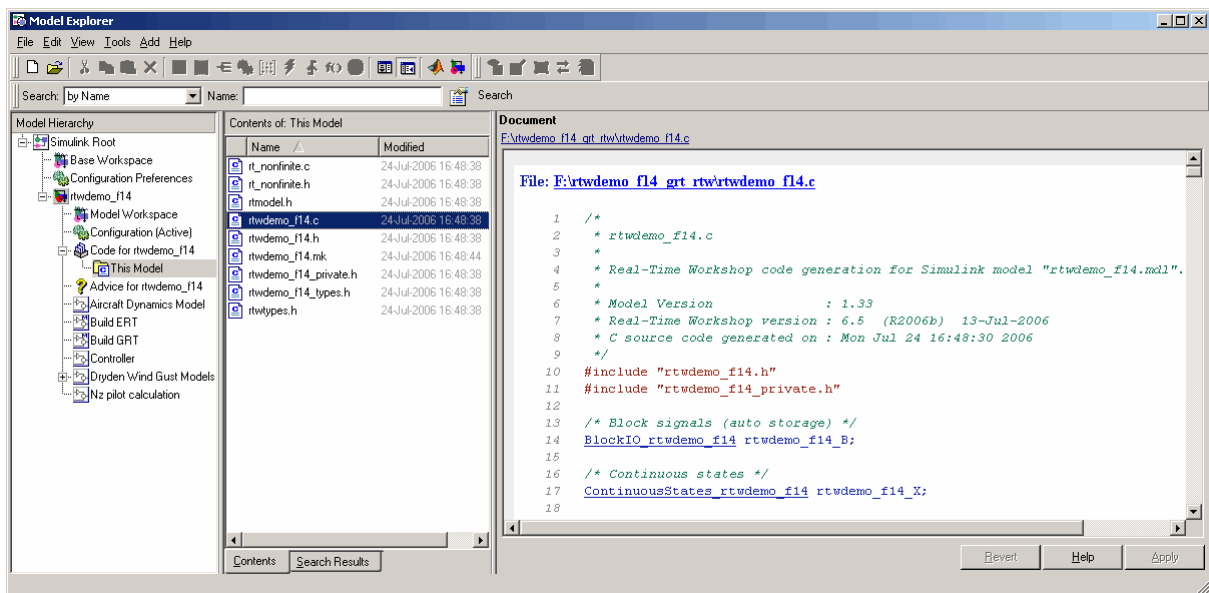 Model Explorer
File Edit View Tools Add Help
Search: by Name Name: Search
Model Hierarchy
Simulink Root
Base Workspace
Configuration Preferences
rtwdemo_f14
Model Workspace
Configuration (Active)
Code for rtwdemo_f14
This Model
Advice for rtwdemo_f14
Aircraft Dynamics Model
Build ERT
Build GRT
Controller
Dryden Wind Gust Models
Nz pilot calculation
Contents of: This Model
Name Modified
rt_nonfinite.c 24-Jul-2006 16:48:38
rt_nonfinite.h 24-Jul-2006 16:48:38
rtmodel.h 24-Jul-2006 16:48:38
rtwdemo_f14.c 24-Jul-2006 16:48:38
rtwdemo_f14.h 24-Jul-2006 16:48:38
rtwdemo_f14.mk 24-Jul-2006 16:48:44
rtwdemo_f14_private.h 24-Jul-2006 16:48:38
rtwdemo_f14_types.h 24-Jul-2006 16:48:38
rtwtypes.h 24-Jul-2006 16:48:38
Contents Search Results
Document
F:\rtwdemo_f14_grt_rtw\rtwdemo_f14.c
File: F:\rtwdemo_f14_grt_rtw\rtwdemo_f14.c
1 /*
2 * rtwdemo_f14.c
3 *
4 * Real-Time Workshop code generation for Simulink model "rtwdemo_f14.mdl".
5 *
6 * Model Version : 1.33
7 * Real-Time Workshop version : 6.5 (R2006b) 13-Jul-2006
8 * C source code generated on : Mon Jul 24 16:48:30 2006
9 */
10 #include "rtwdemo_f14.h"
11 #include "rtwdemo_f14_private.h"
12
13 /* Block signals (auto storage) */
14 BlockIO_rtwdemo_f14 rtwdemo_f14_B;
15
16 /* Continuous states */
17 ContinuousStates_rtwdemo_f14 rtwdemo_f14_X;
18
Revert Help Apply